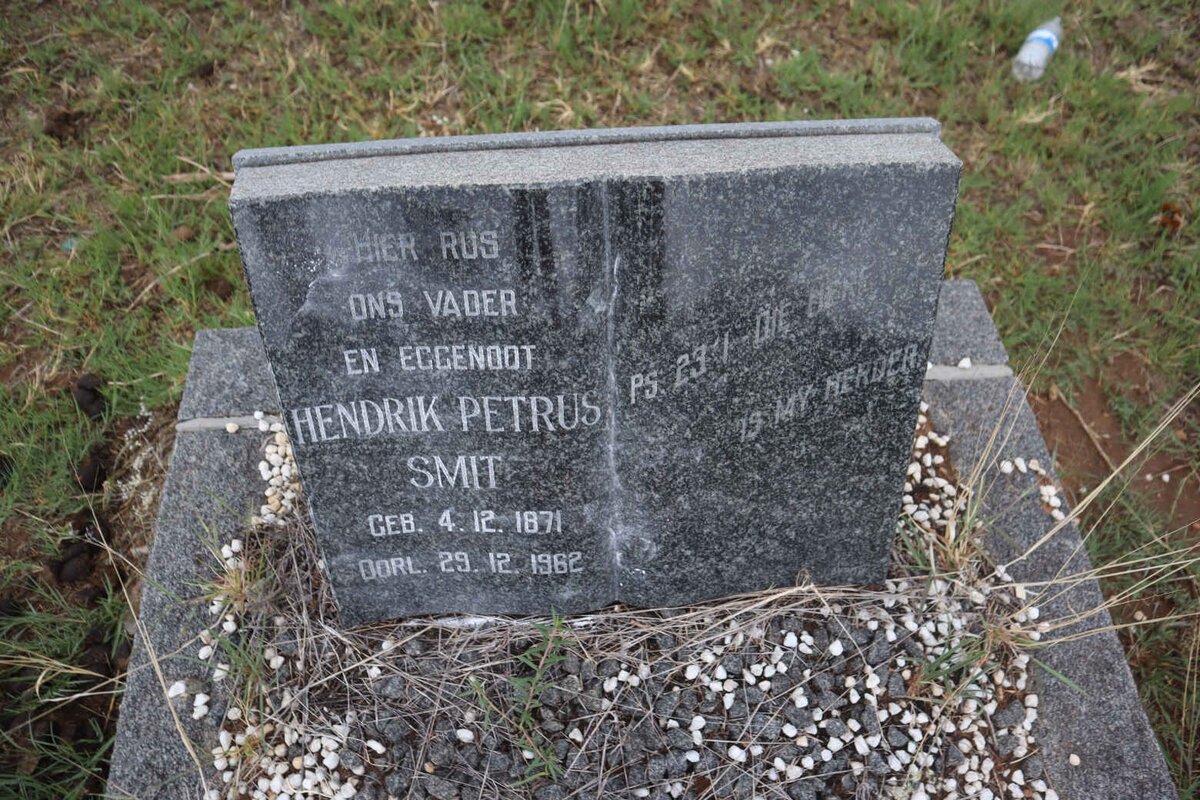 HIER RUS
ONS VADER
EN EGGENOOT
HENDRIK PETRUS
SMIT
GEB. 4. 12. 1871
OORL. 29. 12. 1962
PS. 23:1 DIE HERE
IS MY HERDER